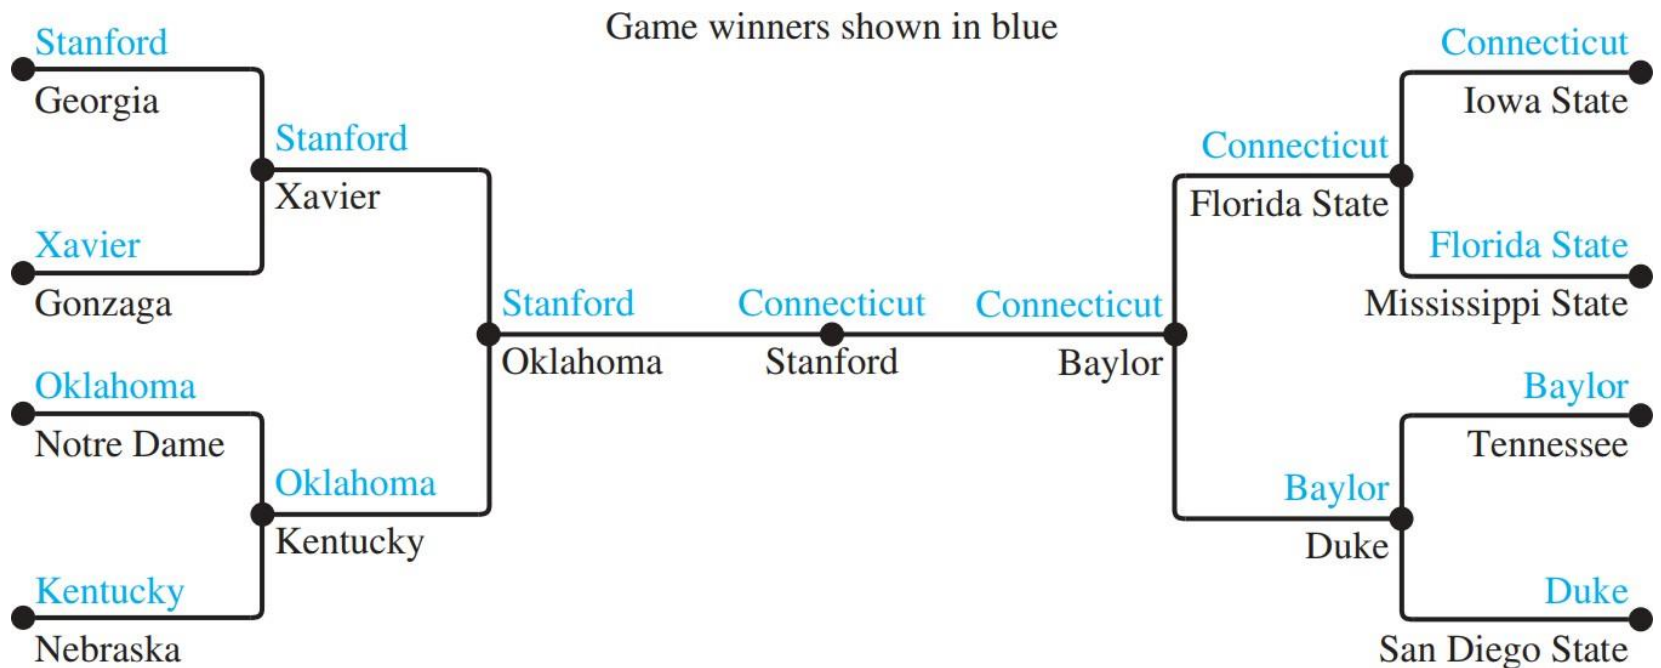 Game winners shown in blue
Stanford
Georgia
Stanford
Xavier
Xavier
Gonzaga
Stanford
Oklahoma
Oklahoma
Notre Dame
Oklahoma
Kentucky
Kentucky
Nebraska
Connecticut
Stanford
Connecticut
Baylor
Connecticut
Florida State
Connecticut
Iowa State
Florida State
Mississippi State
Baylor
Duke
Baylor
Tennessee
Duke
San Diego State